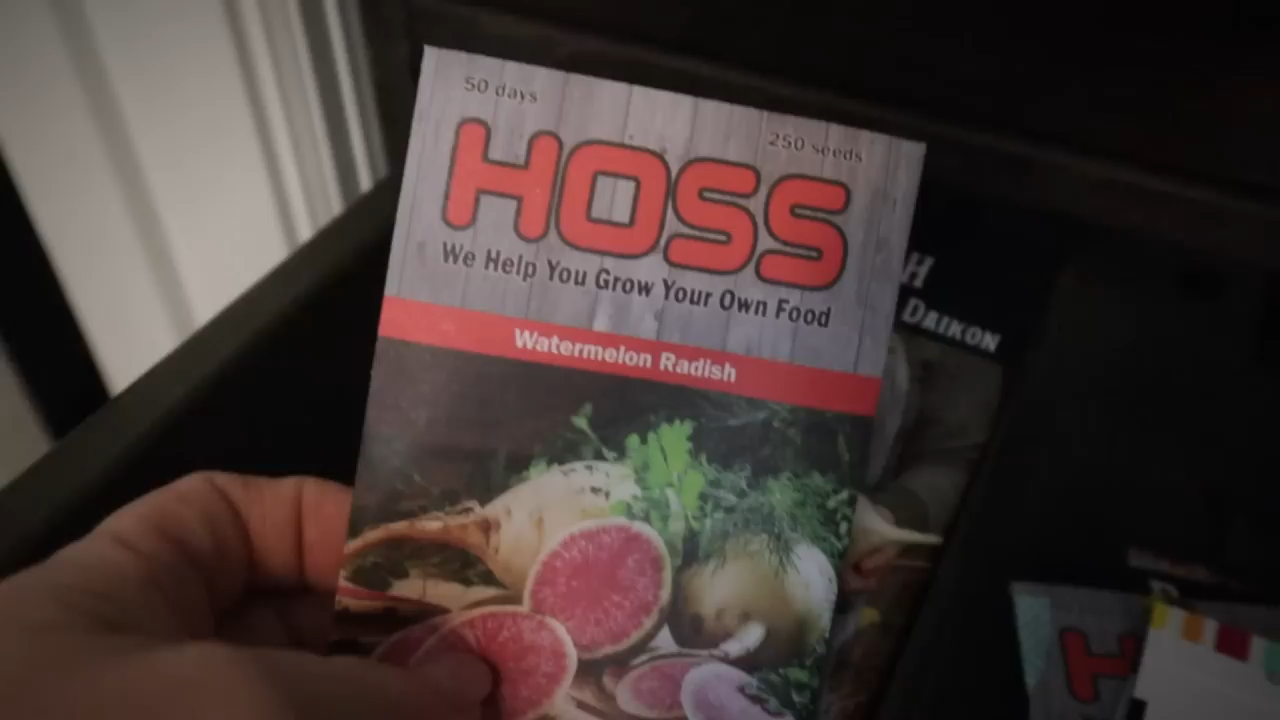 50 days
250 seeds
HOSS
We Help You Grow Your Own Food
Watermelon Radish
H
DAIKON
H